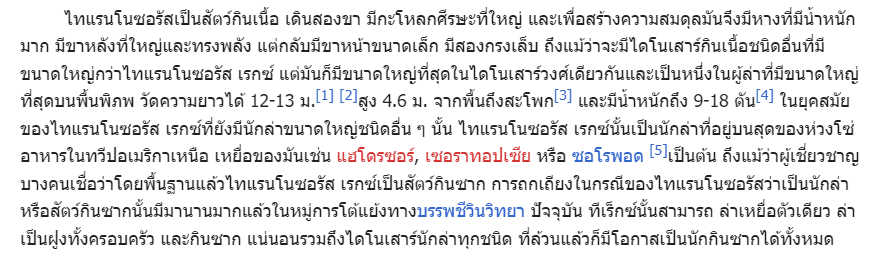 ไทแรนโนซอรัสเป็นสัตว์กินเนื้อ เดินสองขา มีกะโหลกศีรษะที่ใหญ่ และเพื่อสร้างความสมดุลมันจึงมีหางที่มีน้ำหนัก
มาก มีขาหลังที่ใหญ่และทรงพลัง แต่กลับมีขาหน้าขนาดเล็ก มีสองกรงเล็บ ถึงแม้ว่าจะมีไดโนเสาร์กินเนื้อชนิดอื่นที่มี
ขนาดใหญ่กว่าไทแรนโนซอรัส เรกซ์ แต่มันก็มีขนาดใหญ่ที่สุดในไดโนเสาร์วงศ์เดียวกันและเป็นหนึ่งในผู้ล่าที่มีขนาดใหญ่
ที่สุดบนพื้นพิภพ วัดความยาวได้ 12-13 ม.[1] [2]สูง 4.6 ม. จากพื้นถึงสะโพก[3] และมีน้ำหนักถึง 9-18 ตัน[4] ในยุคสมัย
ของไทแรนโนซอรัส เรกซ์ที่ยังมีนักล่าขนาดใหญ่ชนิดอื่น ๆ นั้น ไทแรนโนซอรัส เรกซ์นั้นเป็นนักล่าที่อยู่บนสุดของห่วงโซ่
อาหารในทวีปอเมริกาเหนือ เหยื่อของมันเช่น แฮโดรซอร์, เซอราทอปเซีย หรือ ซอโรพอด [5]เป็นต้น ถึงแม้ว่าผู้เชี่ยวชาญ
บางคนเชื่อว่าโดยพื้นฐานแล้วไทแรนโนซอรัส เรกซ์เป็นสัตว์กินซาก การถกเถียงในกรณีของไทแรนโนซอรัสว่าเป็นนักล่า
หรือสัตว์กินซากนั้นมีมานานมากแล้วในหมู่การโต้แย้งทางบรรพชีวินวิทยา ปัจจุบัน ทีเร็กซ์นั้นสามารถ ล่าเหยื่อตัวเดียว ล่า
เป็นฝูงทั้งครอบครัว และกินซาก แน่นอนรวมถึงไดโนเสาร์นักล่าทุกชนิด ที่ล้วนแล้วก็มีโอกาสเป็นนักกินซากได้ทั้งหมด